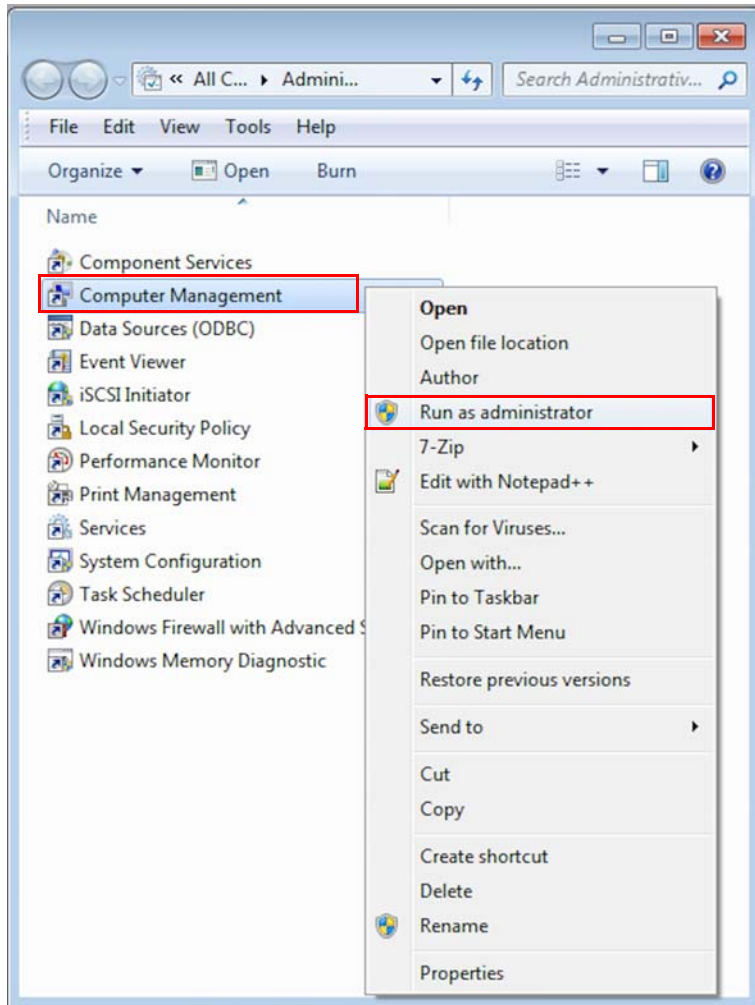 « All C... Admini...
Search Administrativ...
File Edit View Tools Help
Organize Open Burn
Name
Component Services
Computer Management
Data Sources (ODBC)
Event Viewer
iSCSI Initiator
Local Security Policy
Performance Monitor
Print Management
Services
System Configuration
Task Scheduler
Windows Firewall with Advanced S
Windows Memory Diagnostic
Open
Open file location
Author
Run as administrator
7-Zip
Edit with Notepad++
Scan for Viruses...
Open with...
Pin to Taskbar
Pin to Start Menu
Restore previous versions
Send to
Cut
Copy
Create shortcut
Delete
Rename
Properties